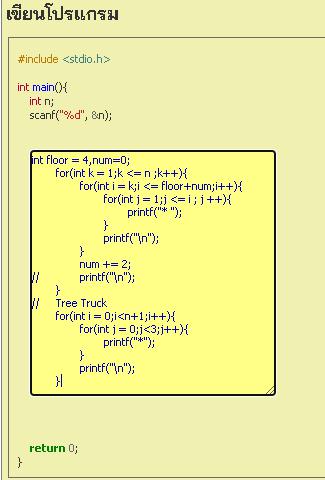 เขียนโปรแกรม
#include <stdio.h>
int main(){
int n;
scanf("%d", &n);
int floor = 4,num=0;
for(int k = 1;k <= n ;k++){
for(int i = k;i <= floor+num;i++){
for(int j = 1;j <= i ; j ++){
printf("* ");
}
printf("\n");
}
num += 2;
// printf("\n");
}
// Tree Truck
for(int i = 0;i<n+1;i++){
for(int j = 0;j<3;j++){
printf("*");
}
printf("\n");
}
return 0;
}